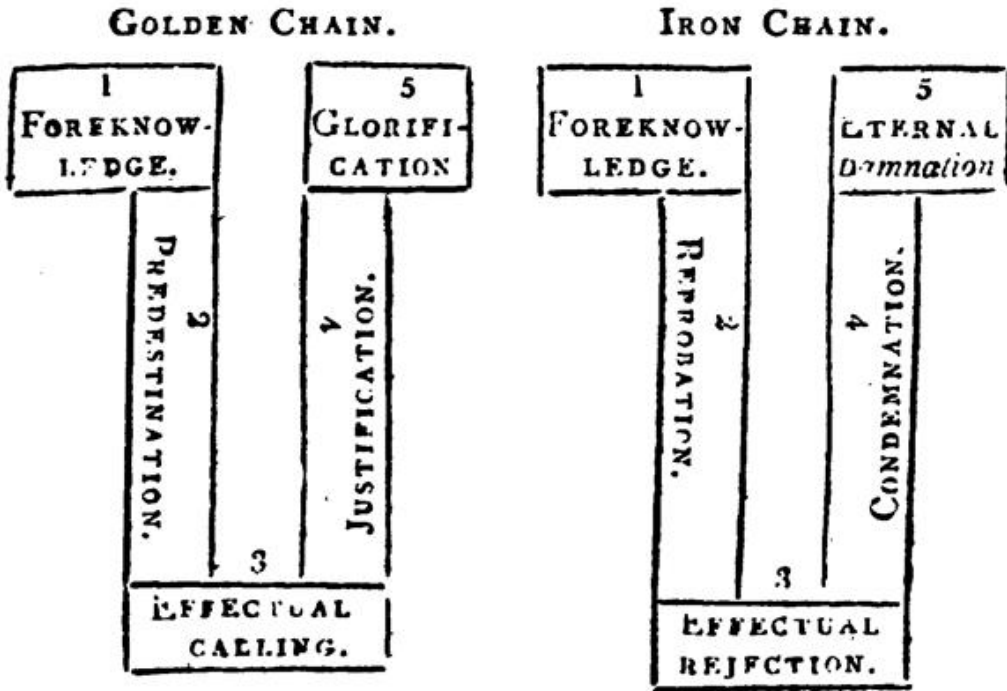 GOLDEN CHAIN.
1
FOREKNOW-
LEDGE.
2
PREDESTINATION.
3
EFFECTUAL
CALLING.
4
JUSTIFICATION.
5
GLORIFI-
CATION
IRON CHAIN.
1
FOREKNOW-
LEDGE.
2
REPROBATION.
3
EFFECTUAL
REJECTION.
4
CONDEMNATION.
5
ETERNAL
Damnation